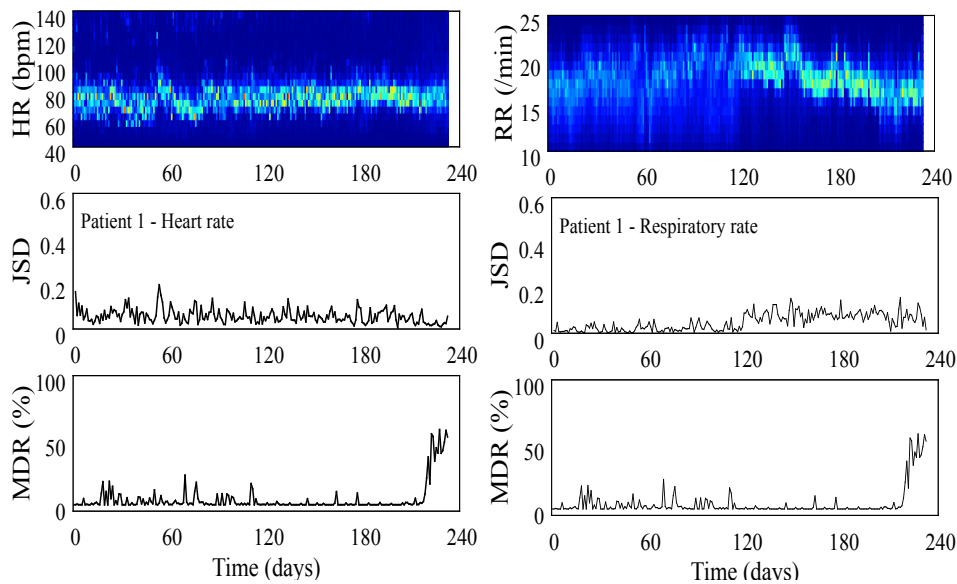 HR (bpm)
140
120
100
80
60
40
0 60 120 180 240
RR (/min)
25
20
15
10
0 60 120 180 240
JSD
0.6
0.4
0.2
0
Patient 1 - Heart rate
0 60 120 180 240
JSD
0.6
0.4
0.2
0
Patient 1 - Respiratory rate
0 60 120 180 240
MDR (%)
100
50
0
0 60 120 180 240
Time (days)
MDR (%)
100
50
0
0 60 120 180 240
Time (days)